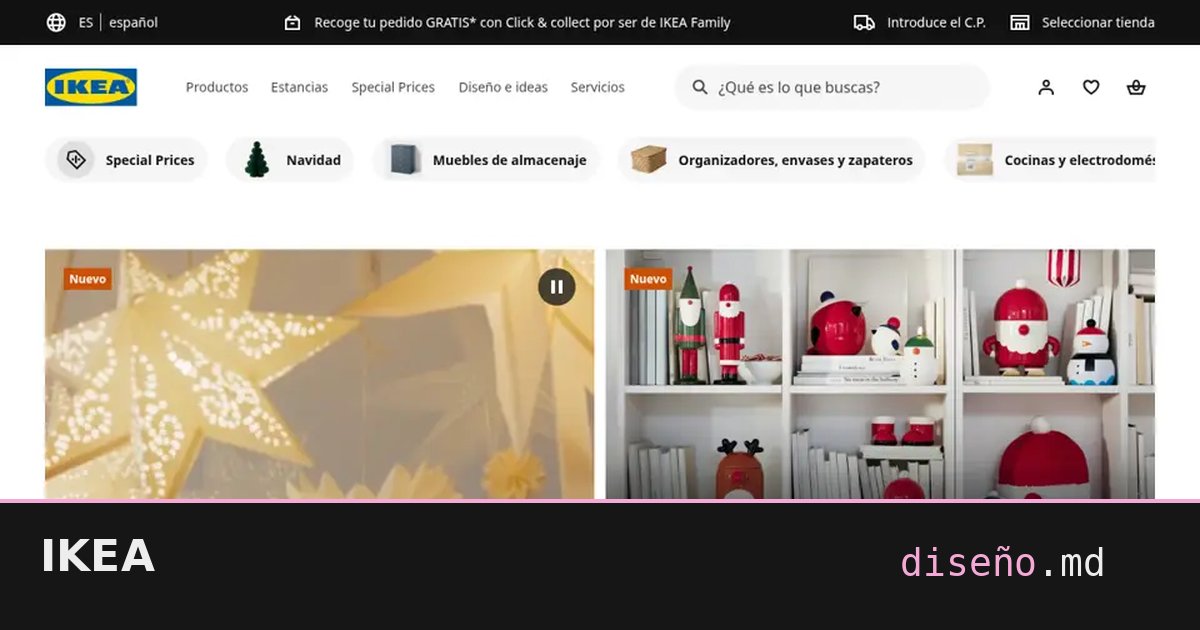 ES | español
Recoge tu pedido GRATIS* con Click & collect por ser de IKEA Family
Introduce el C.P.
Seleccionar tienda
IKEA
Productos
Estancias
Special Prices
Diseño e ideas
Servicios
¿Qué es lo que buscas?
Special Prices
Navidad
Muebles de almacenaje
Organizadores, envases y zapateros
Cocinas y electrodomés
Nuevo
Nuevo
IKEA
diseño.md